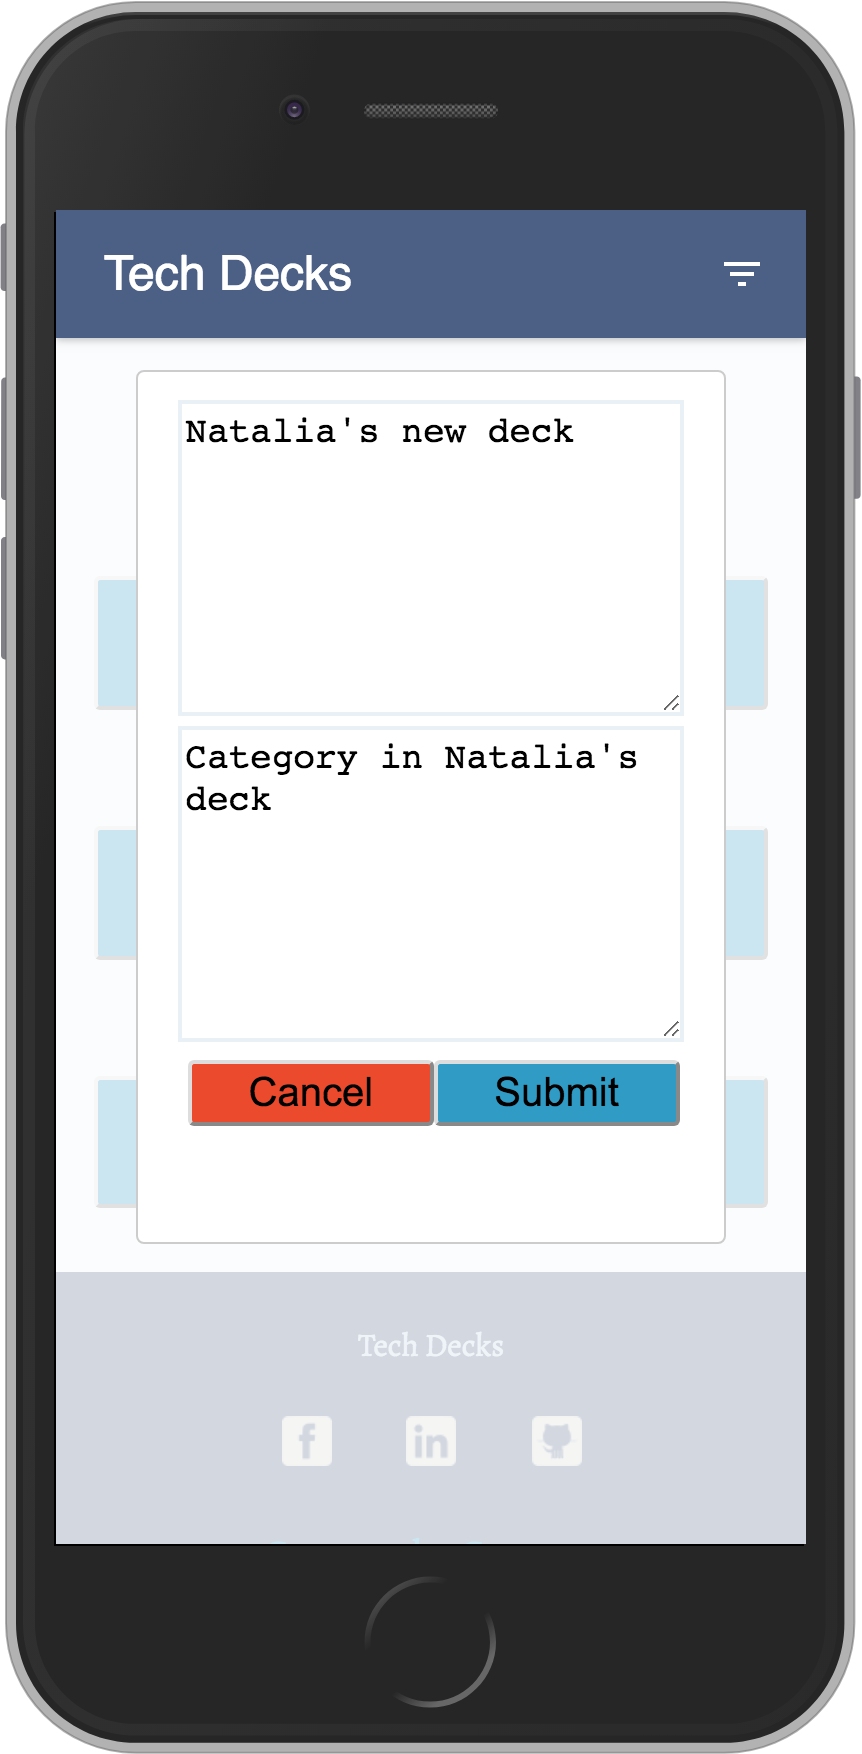 Tech Decks
Natalia's new deck
Category in Natalia's
deck
Cancel
Submit
Tech Decks
f
in